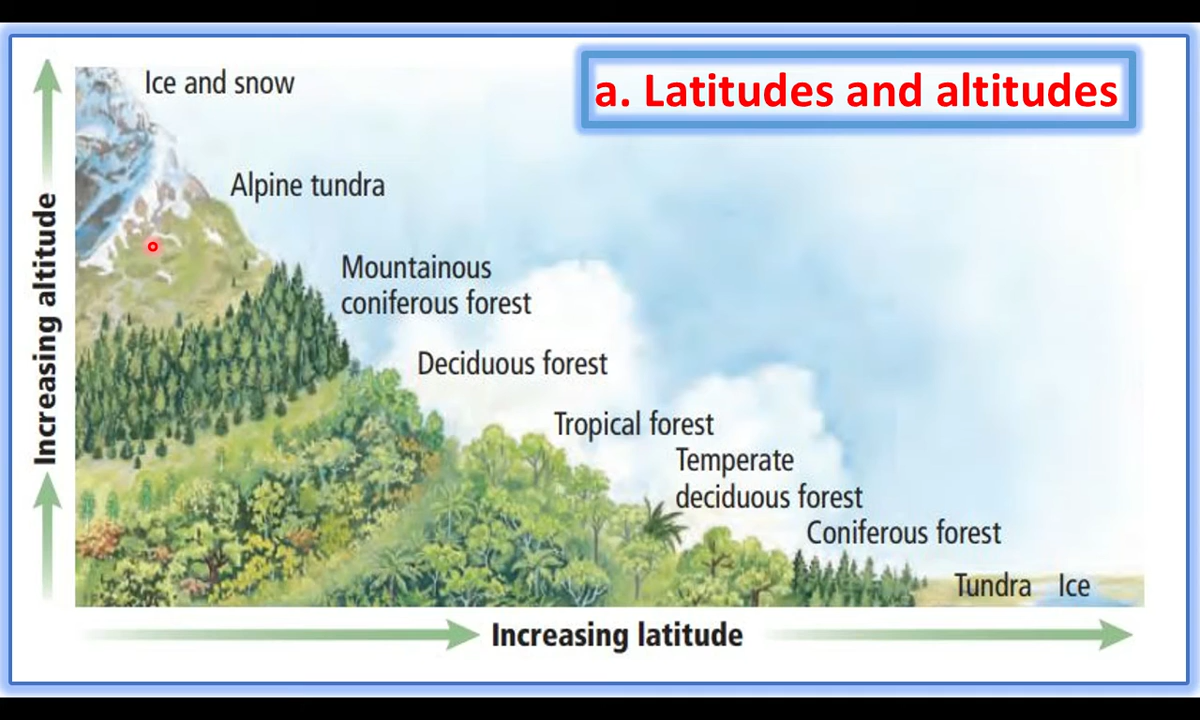 a. Latitudes and altitudes
Ice and snow
Alpine tundra
Mountainous
coniferous forest
Deciduous forest
Tropical forest
Temperate
deciduous forest
Coniferous forest
Tundra
Ice
Increasing altitude
Increasing latitude